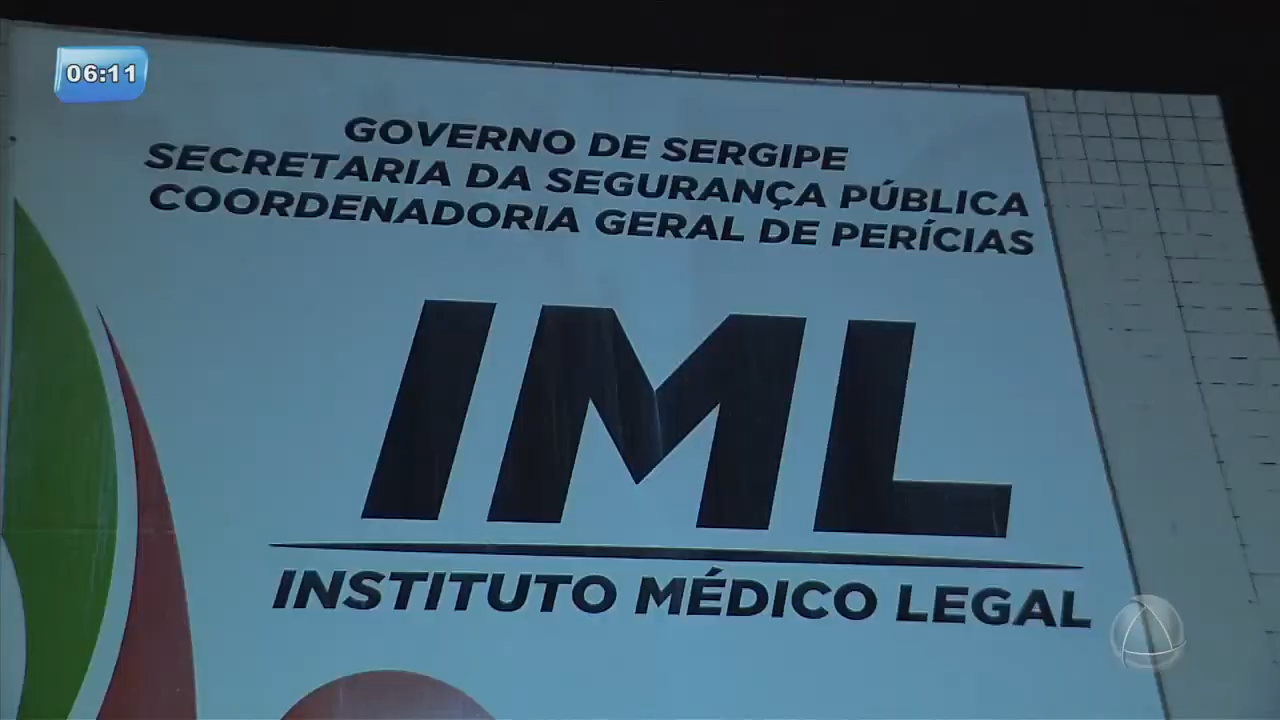 06:11
GOVERNO DE SERGIPE
SECRETARIA DA SEGURANÇA PÚBLICA
COORDENADORIA GERAL DE PERÍCIAS
IML
INSTITUTO MÉDICO LEGAL